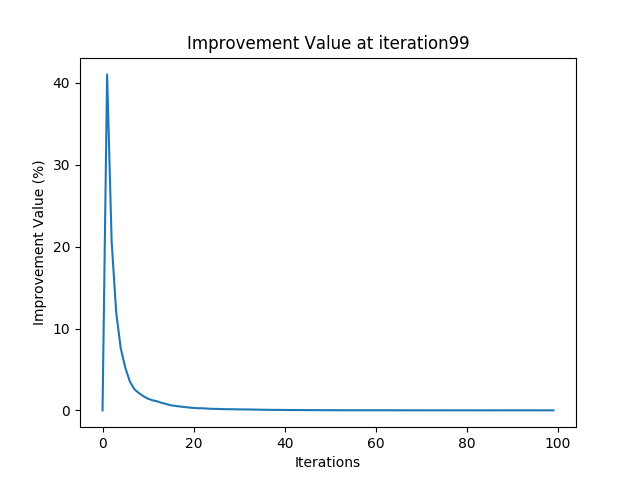 Improvement Value at iteration99
Improvement Value (%)
40
30
20
10
0
0 20 40 60 80 100
Iterations